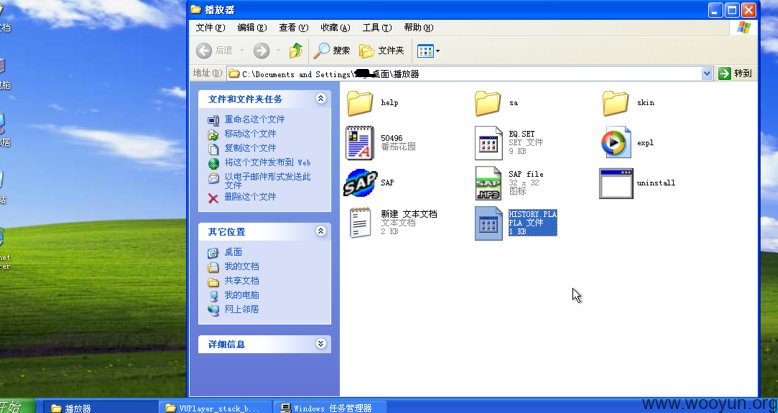 播放器
文件(F) 编辑(E) 查看(V) 收藏(A) 工具(T) 帮助(H)
后退 搜索 文件夹
地址(D) C:\Documents and Settings\ 桌面\播放器 转到
文件和文件夹任务
重命名这个文件
移动这个文件
复制这个文件
将这个文件发布到 Web
以电子邮件形式发送此
文件
删除这个文件
其它位置
桌面
我的文档
共享文档
我的电脑
网上邻居
详细信息
help
sa
skin
50496
番茄花园
EQ.SET
SET 文件
9 KB
expl
SAP
SAP file
32 x 32
图标
uninstall
新建 文本文档
文本文档
2 KB
HISTORY.PLA
PLA 文件
1 KB
SAP
.MP3
开始 播放器 VUPlayer_stack_b... Windows 任务管理器
www.wooyun.org